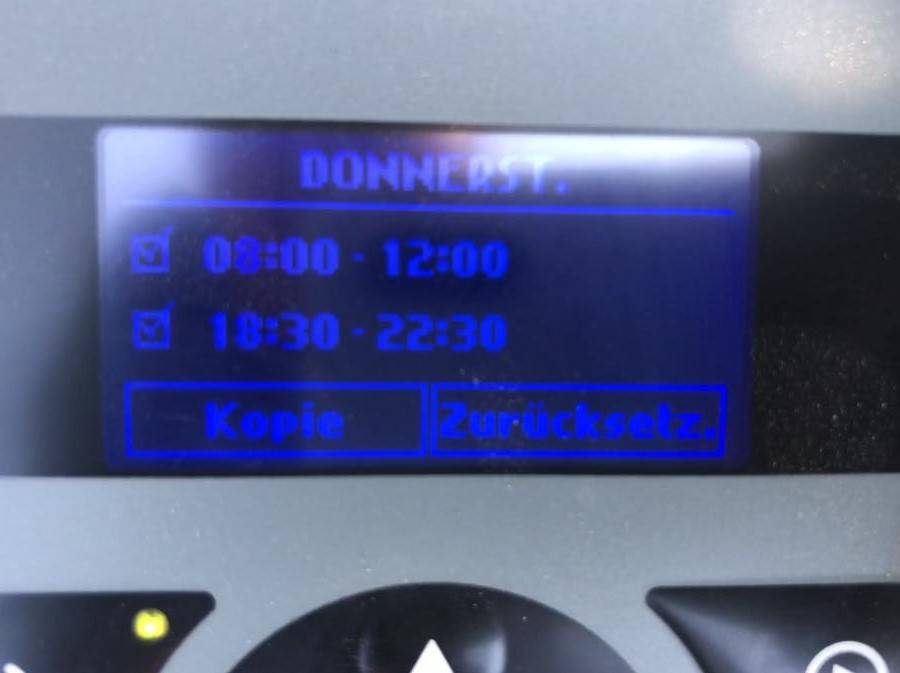 DONNERST.
08:00 - 12:00
18:30 - 22:30
Kopie Zurücksetz.